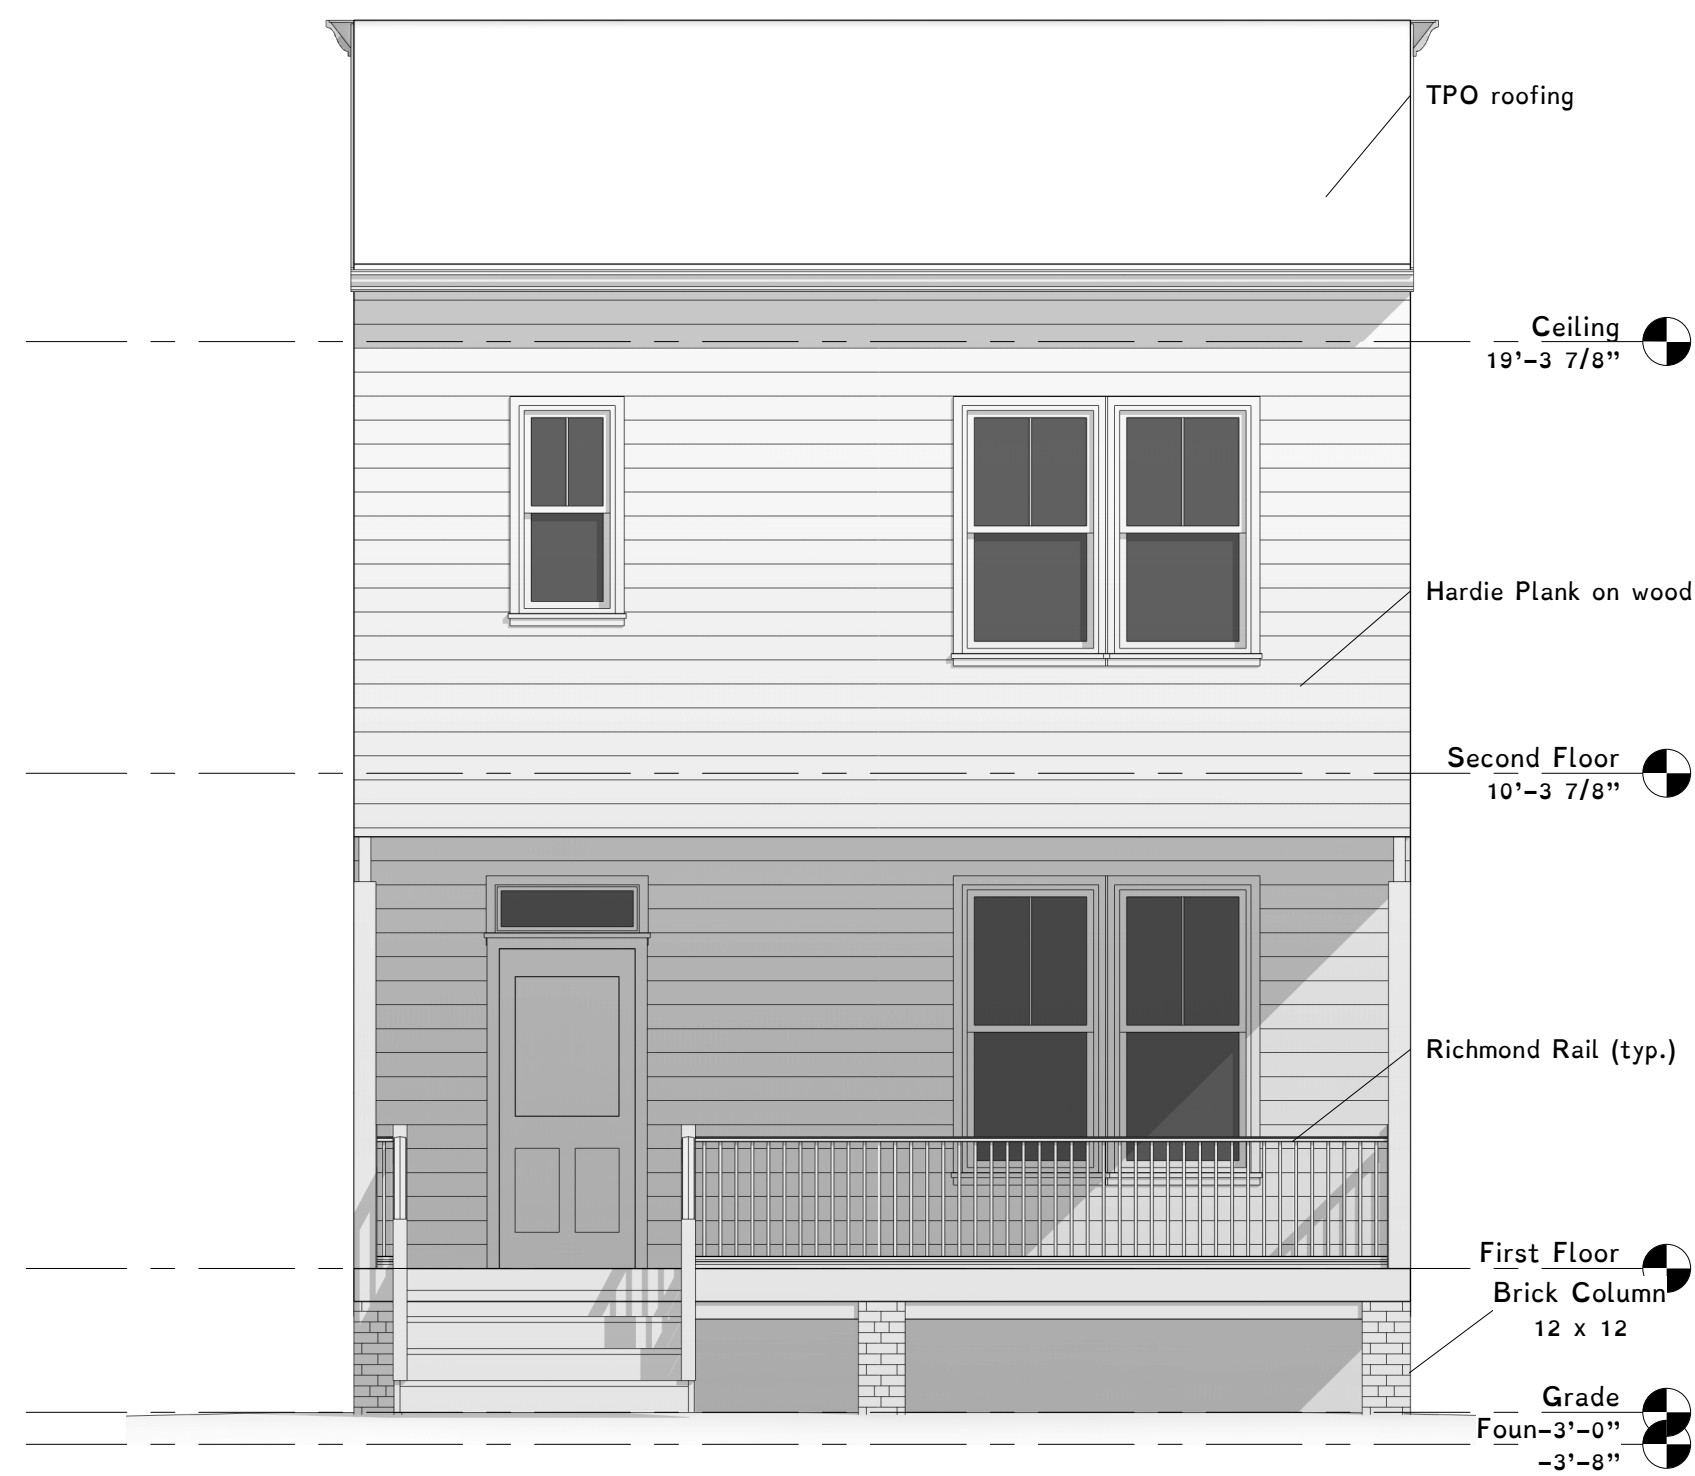 TPO roofing
Ceiling
19’–3 7/8”
Hardie Plank on wood
Second Floor
10’–3 7/8”
Richmond Rail (typ.)
First Floor
Brick Column
12 x 12
Grade
Foun–3’–0”
–3’–8”